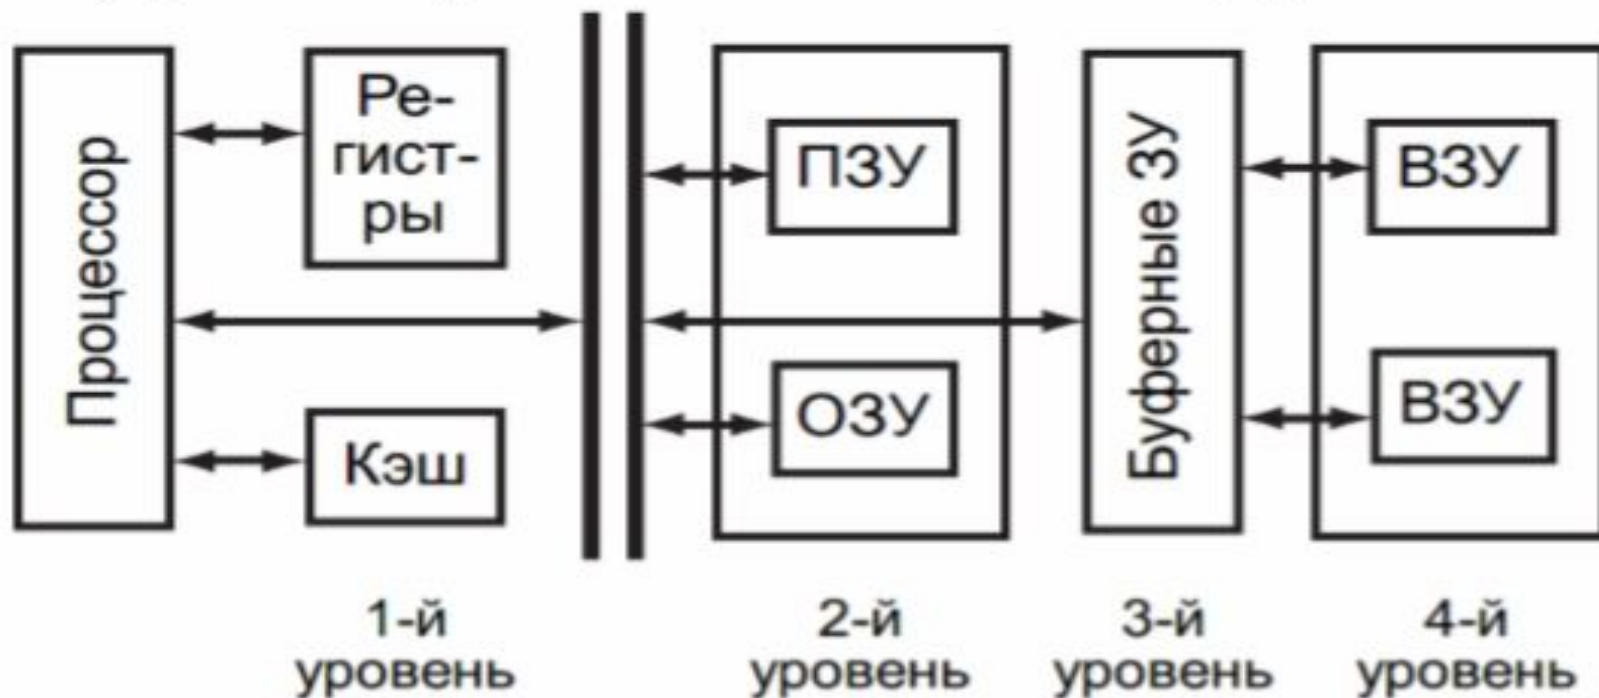 Процессор
Ре-
гист-
ры
Кэш
ПЗУ
ОЗУ
Буферные ЗУ
ВЗУ
ВЗУ
1-й
уровень
2-й
уровень
3-й
уровень
4-й
уровень